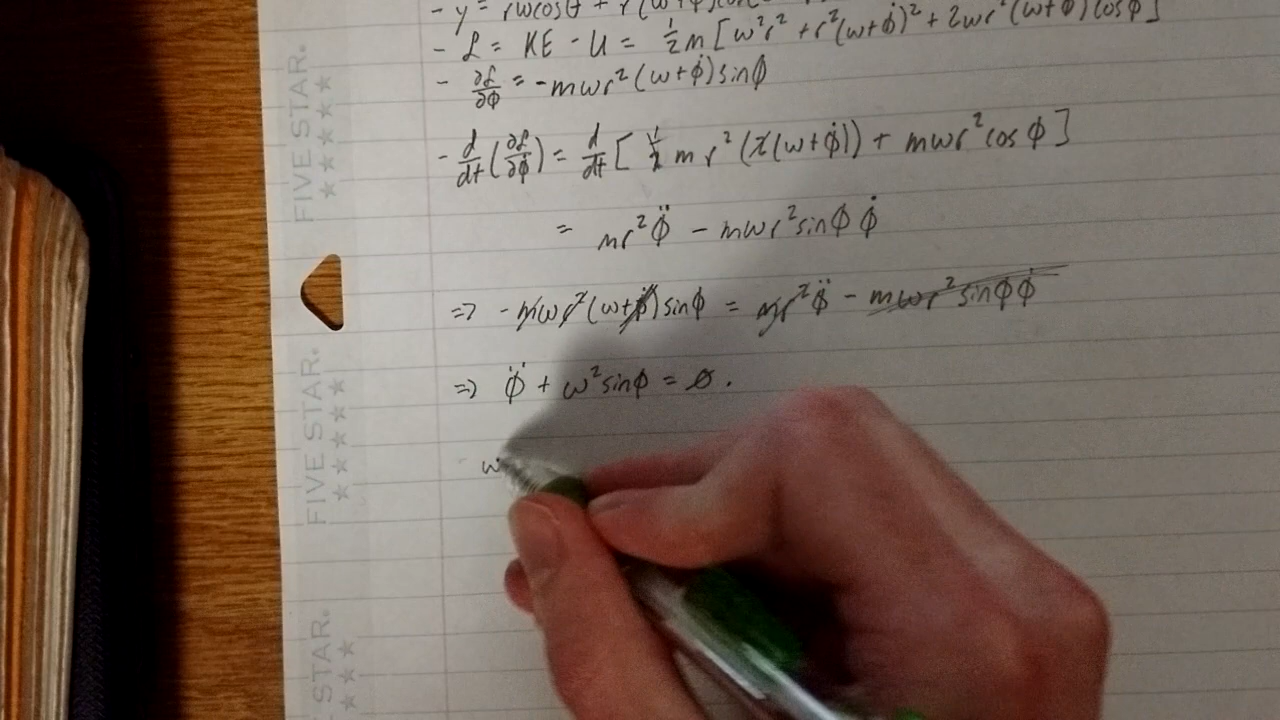 - ℒ = KE - U = ½m[ω²r² + r²(ω+φ̇)² + 2ωr²(ω+φ̇)cosφ]
- ∂ℒ/∂φ = -mωr²(ω+φ̇)sinφ
- d/dt(∂ℒ/∂φ̇) = d/dt[½mr²(2(ω+φ̇)) + mωr²cosφ]
= mr²φ̈ - mωr²sinφ φ̇
=> -mωr²(ω+φ̇)sinφ = mr²φ̈ - mωr²sinφφ̇
=> φ̈ + ω²sinφ = 0.
w
FIVE STAR.
FIVE STAR.
STAR.